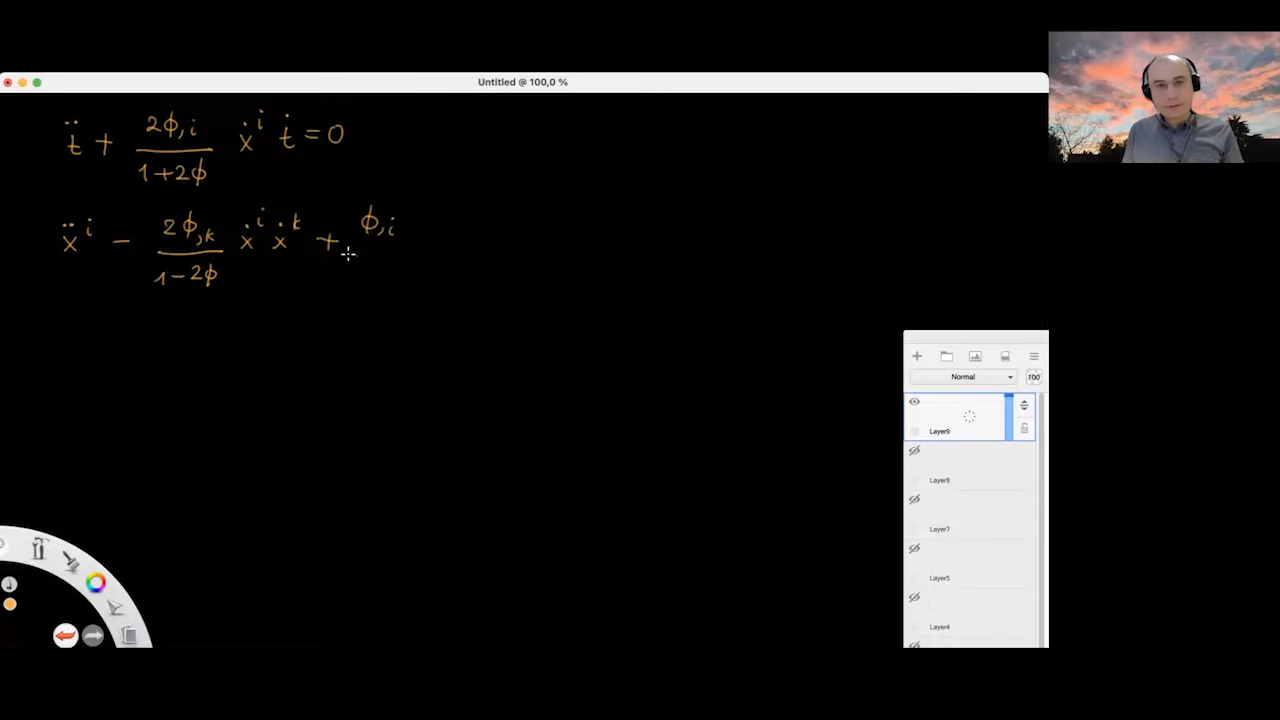 Untitled @ 100,0 %
ẗ + 2ϕ,i / 1+2ϕ ẋ^i ṫ = 0
ẍ^i − 2ϕ,k / 1−2ϕ ẋ^i ẋ^k + ϕ,i
Normal
100
Layer9
Layer8
Layer7
Layer5
Layer4